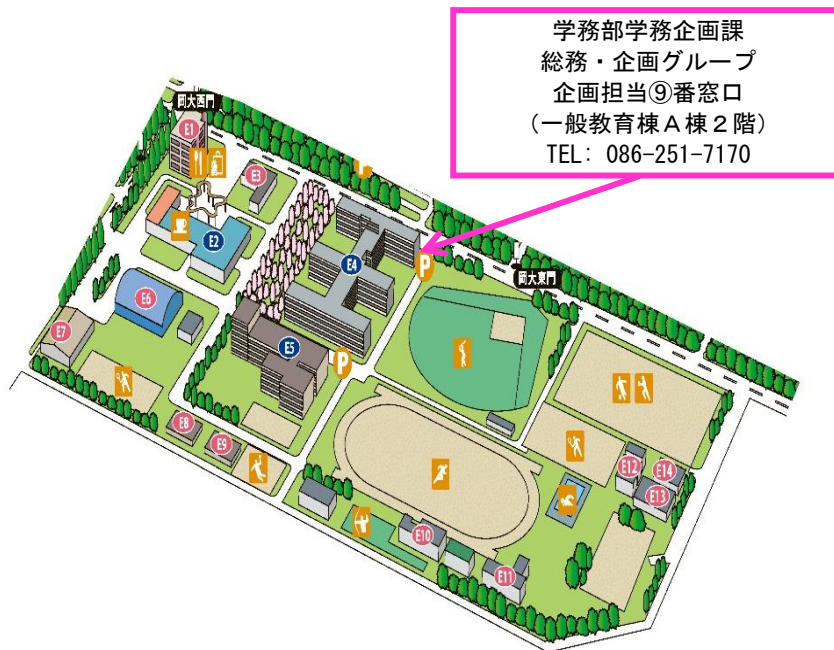 学務部学務企画課
総務・企画グループ
企画担当⑨番窓口
(一般教育棟A棟2階)
TEL: 086-251-7170
岡大西門
E1
E3
E2
E4
P
P
岡大東門
E6
E7
E5
P
E8
E9
E12
E14
E13
E10
E11